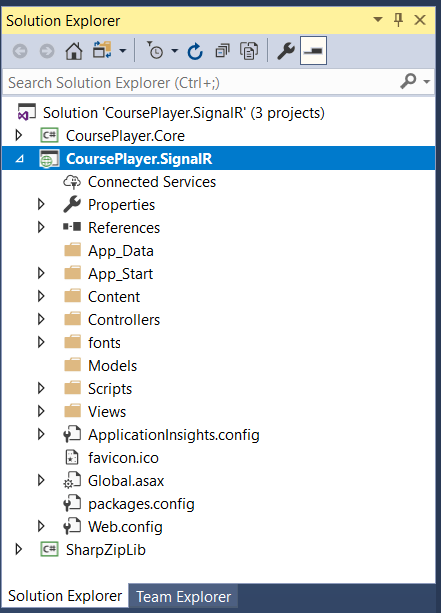 Solution Explorer
Search Solution Explorer (Ctrl+;)
Solution 'CoursePlayer.SignalR' (3 projects)
C# CoursePlayer.Core
CoursePlayer.SignalR
Connected Services
Properties
References
App_Data
App_Start
Content
Controllers
fonts
Models
Scripts
Views
ApplicationInsights.config
favicon.ico
Global.asax
packages.config
Web.config
C# SharpZipLib
Solution Explorer Team Explorer